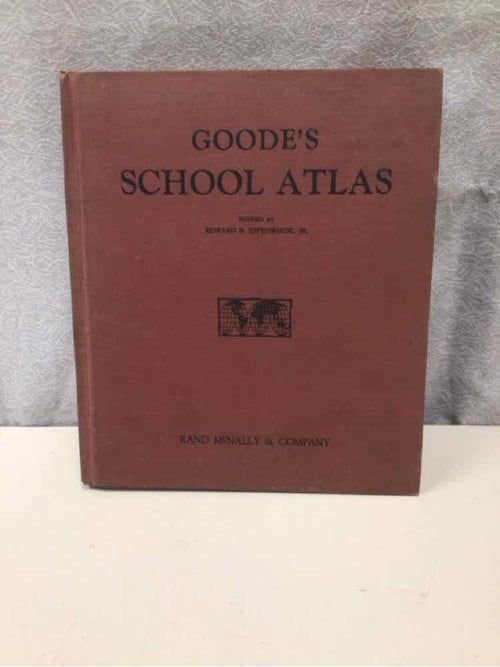 GOODE'S
SCHOOL ATLAS
REVISED BY
EDWARD B. ESPENSHADE, JR.
RAND MCNALLY & COMPANY